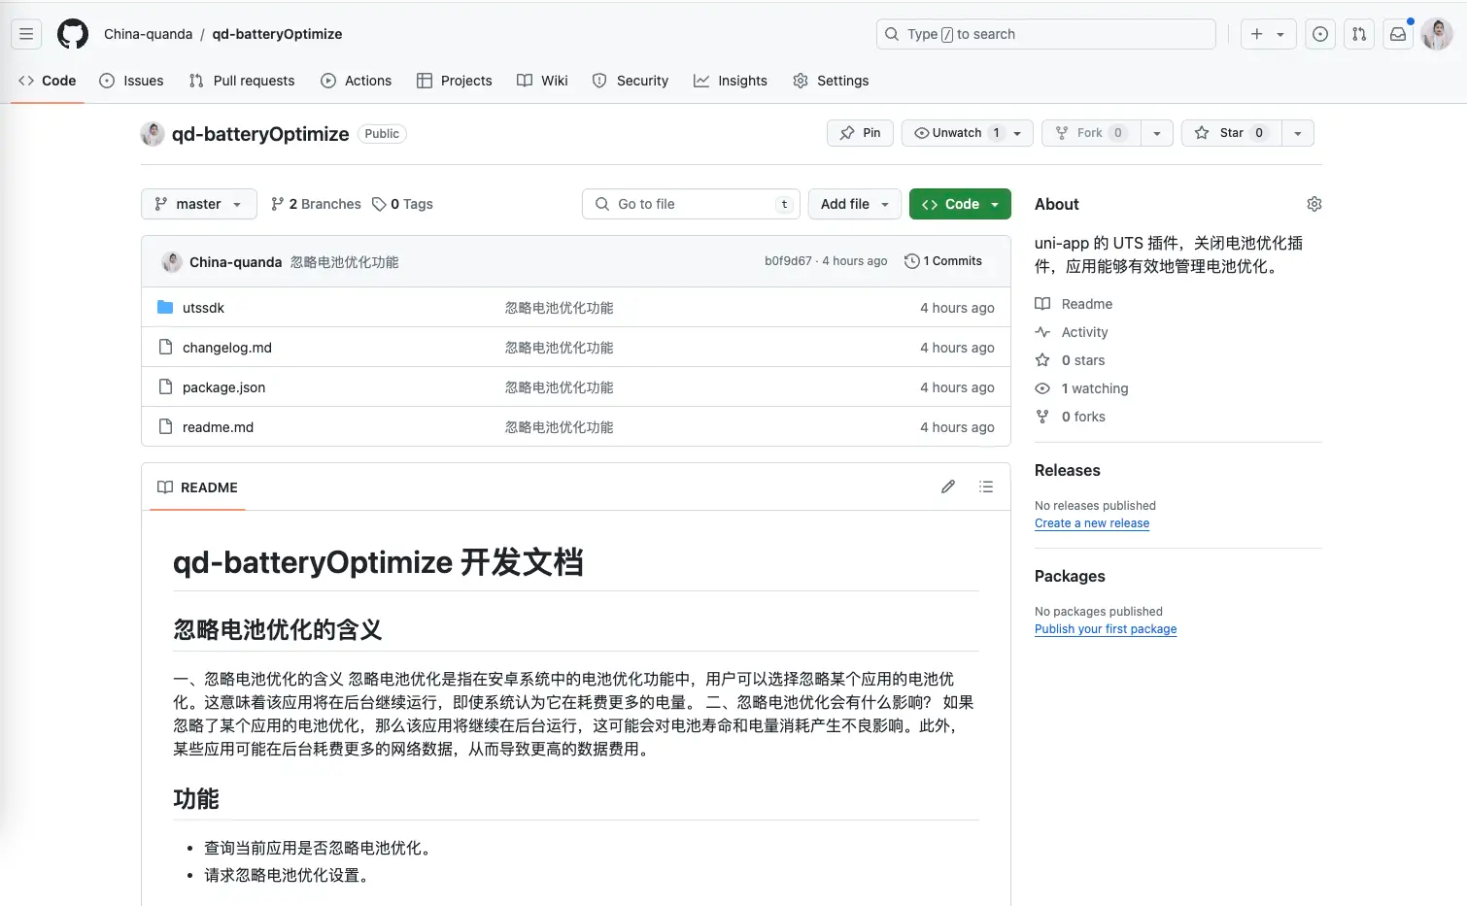 China-quanda / qd-batteryOptimize
Type / to search
Code
Issues
Pull requests
Actions
Projects
Wiki
Security
Insights
Settings
qd-batteryOptimize Public
Pin
Unwatch 1
Fork 0
Star 0
master
2 Branches
0 Tags
Go to file t
Add file
Code
China-quanda 忽略电池优化功能
b0f9d67 · 4 hours ago
1 Commits
utssdk 忽略电池优化功能 4 hours ago
changelog.md 忽略电池优化功能 4 hours ago
package.json 忽略电池优化功能 4 hours ago
readme.md 忽略电池优化功能 4 hours ago
README
qd-batteryOptimize 开发文档
忽略电池优化的含义
一、忽略电池优化的含义 忽略电池优化是指在安卓系统中的电池优化功能中，用户可以选择忽略某个应用的电池优
化。这意味着该应用将在后台继续运行，即使系统认为它在耗费更多的电量。 二、忽略电池优化会有什么影响？ 如果
忽略了某个应用的电池优化，那么该应用将继续在后台运行，这可能会对电池寿命和电量消耗产生不良影响。此外，
某些应用可能在后台耗费更多的网络数据，从而导致更高的数据费用。
功能
• 查询当前应用是否忽略电池优化。
• 请求忽略电池优化设置。
About
uni-app 的 UTS 插件，关闭电池优化插
件，应用能够有效地管理电池优化。
Readme
Activity
0 stars
1 watching
0 forks
Releases
No releases published
Create a new release
Packages
No packages published
Publish your first package